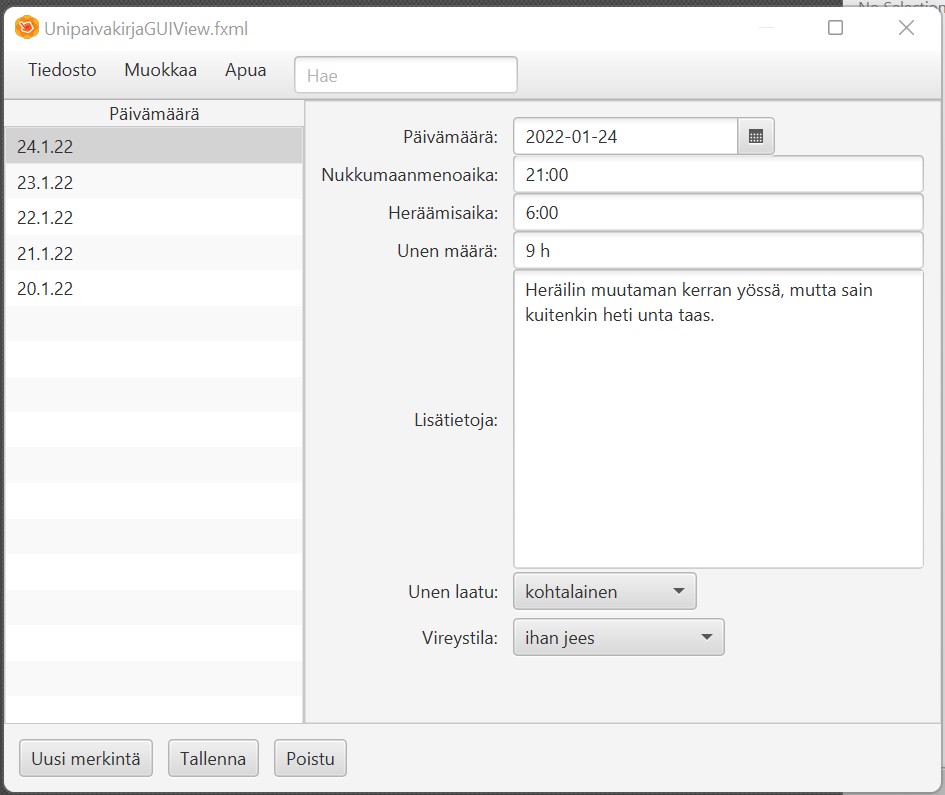 No Selection
UnipaivakirjaGUIView.fxml
Tiedosto Muokkaa Apua Hae
Päivämäärä
24.1.22
23.1.22
22.1.22
21.1.22
20.1.22
Päivämäärä: 2022-01-24
Nukkumaanmenoaika: 21:00
Heräämisaika: 6:00
Unen määrä: 9 h
Lisätietoja: Heräilin muutaman kerran yössä, mutta sain
kuitenkin heti unta taas.
Unen laatu: kohtalainen
Vireystila: ihan jees
Uusi merkintä Tallenna Poistu